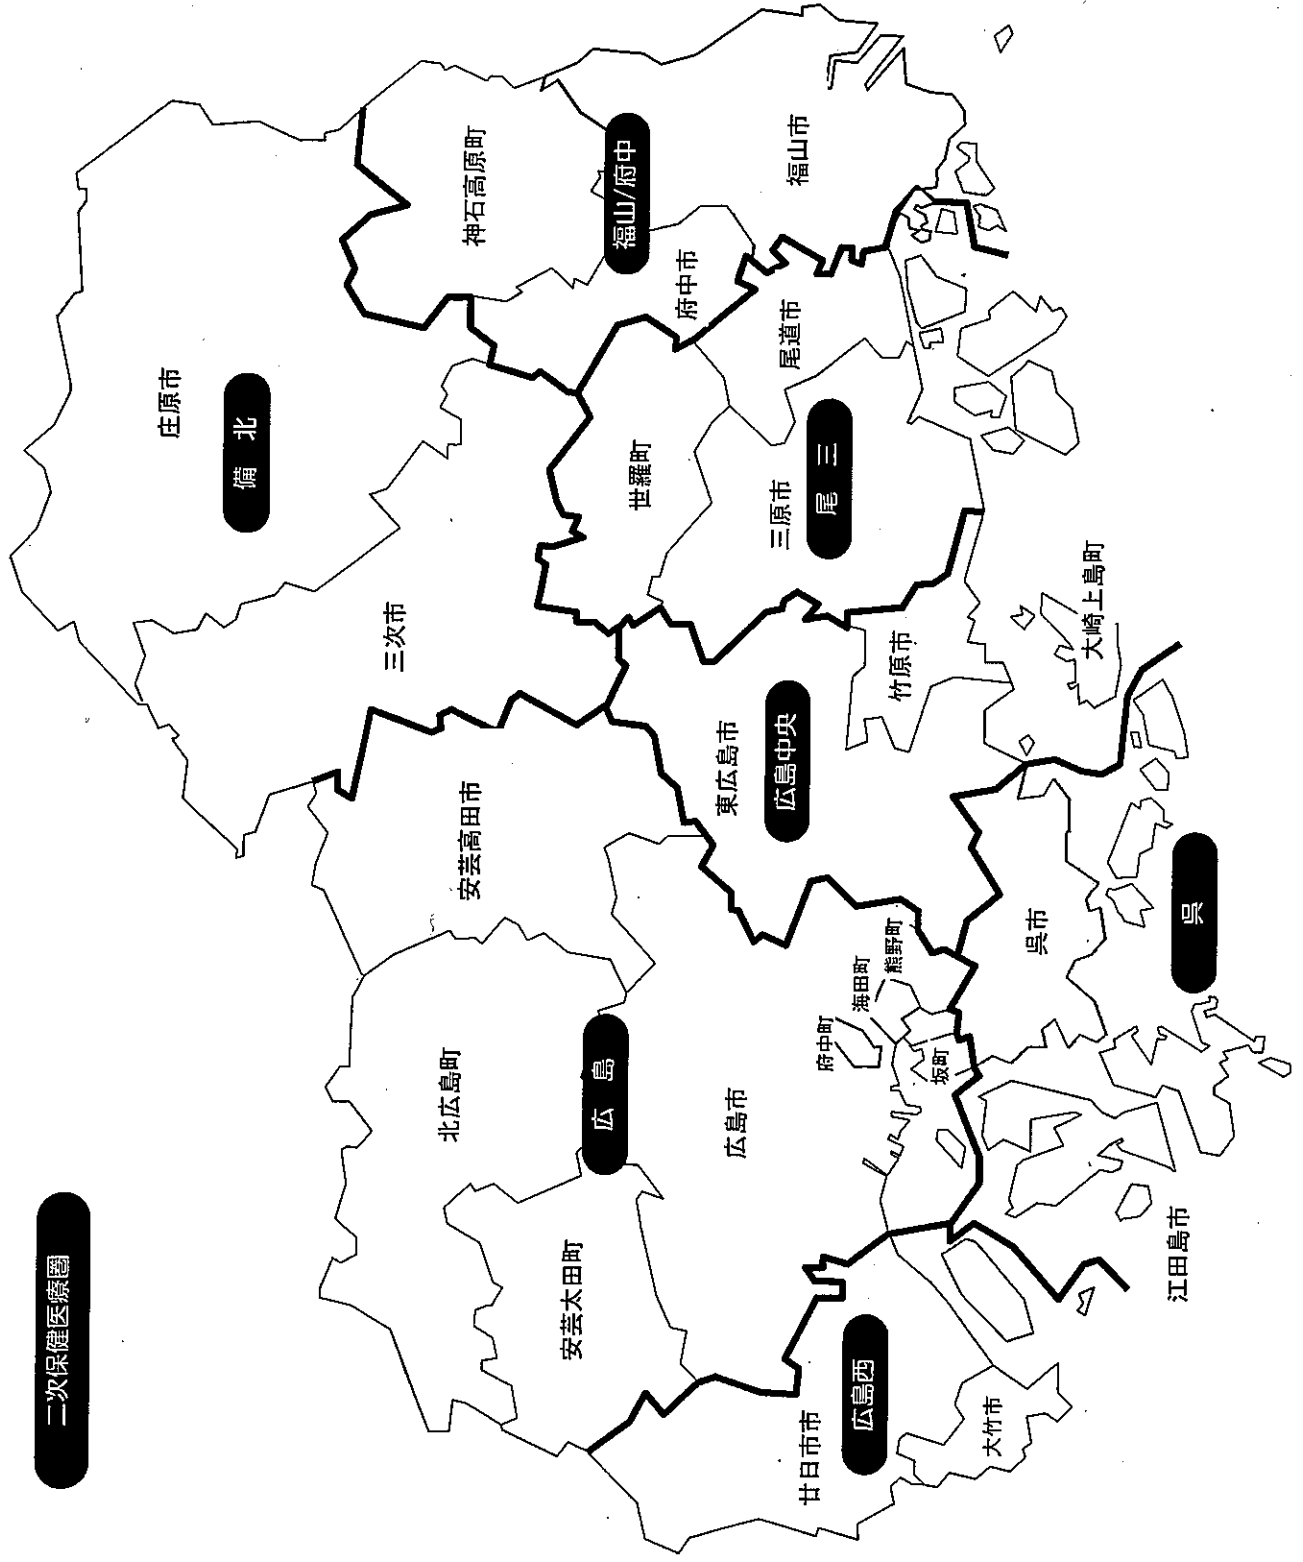 二次保健医療圏
庄原市
備北
三次市
神石高原町
福山/府中
福山市
府中市
尾道市
世羅町
三原市
尾三
安芸高田市
東広島市
広島中央
竹原市
大崎上島町
北広島町
広島
安芸太田町
広島市
府中町
海田町
熊野町
坂町
呉市
呉
江田島市
廿日市市
広島西
大竹市